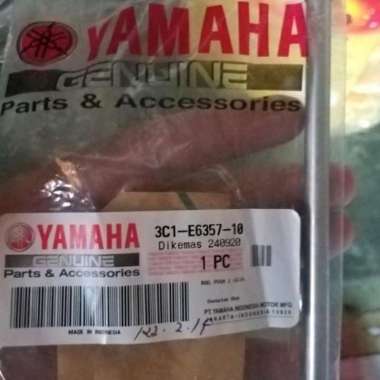 YAMAHA
GENUINE
Parts & Accessories
YAMAHA
GENUINE
Parts & Accessories
MADE IN INDONESIA
3C1-E6357-10
Dikemas 240920
1 PC
PT.YAMAHA INDONESIA MOTOR MFG